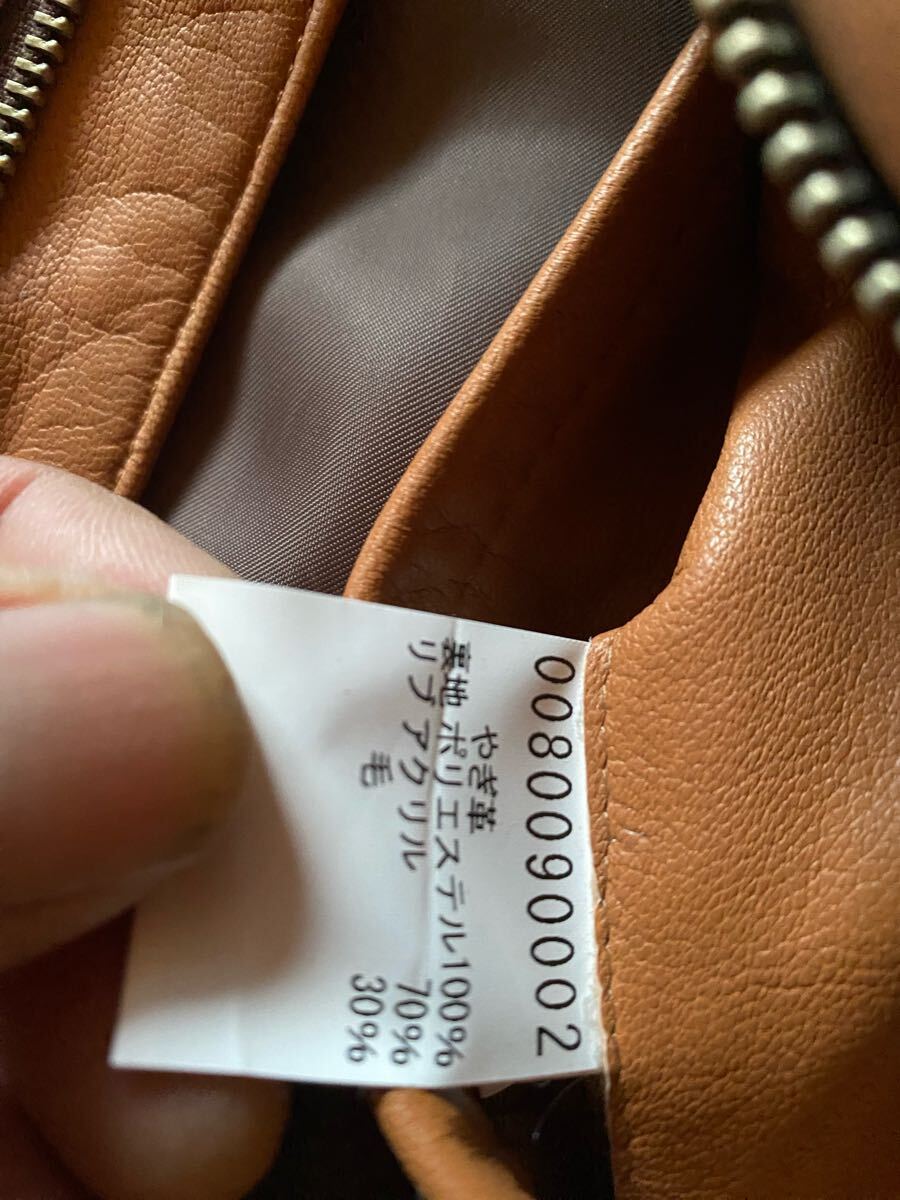 0080090002
やぎ革
裏地 ポリエステル100%
リブ アクリル 70%
毛 30%